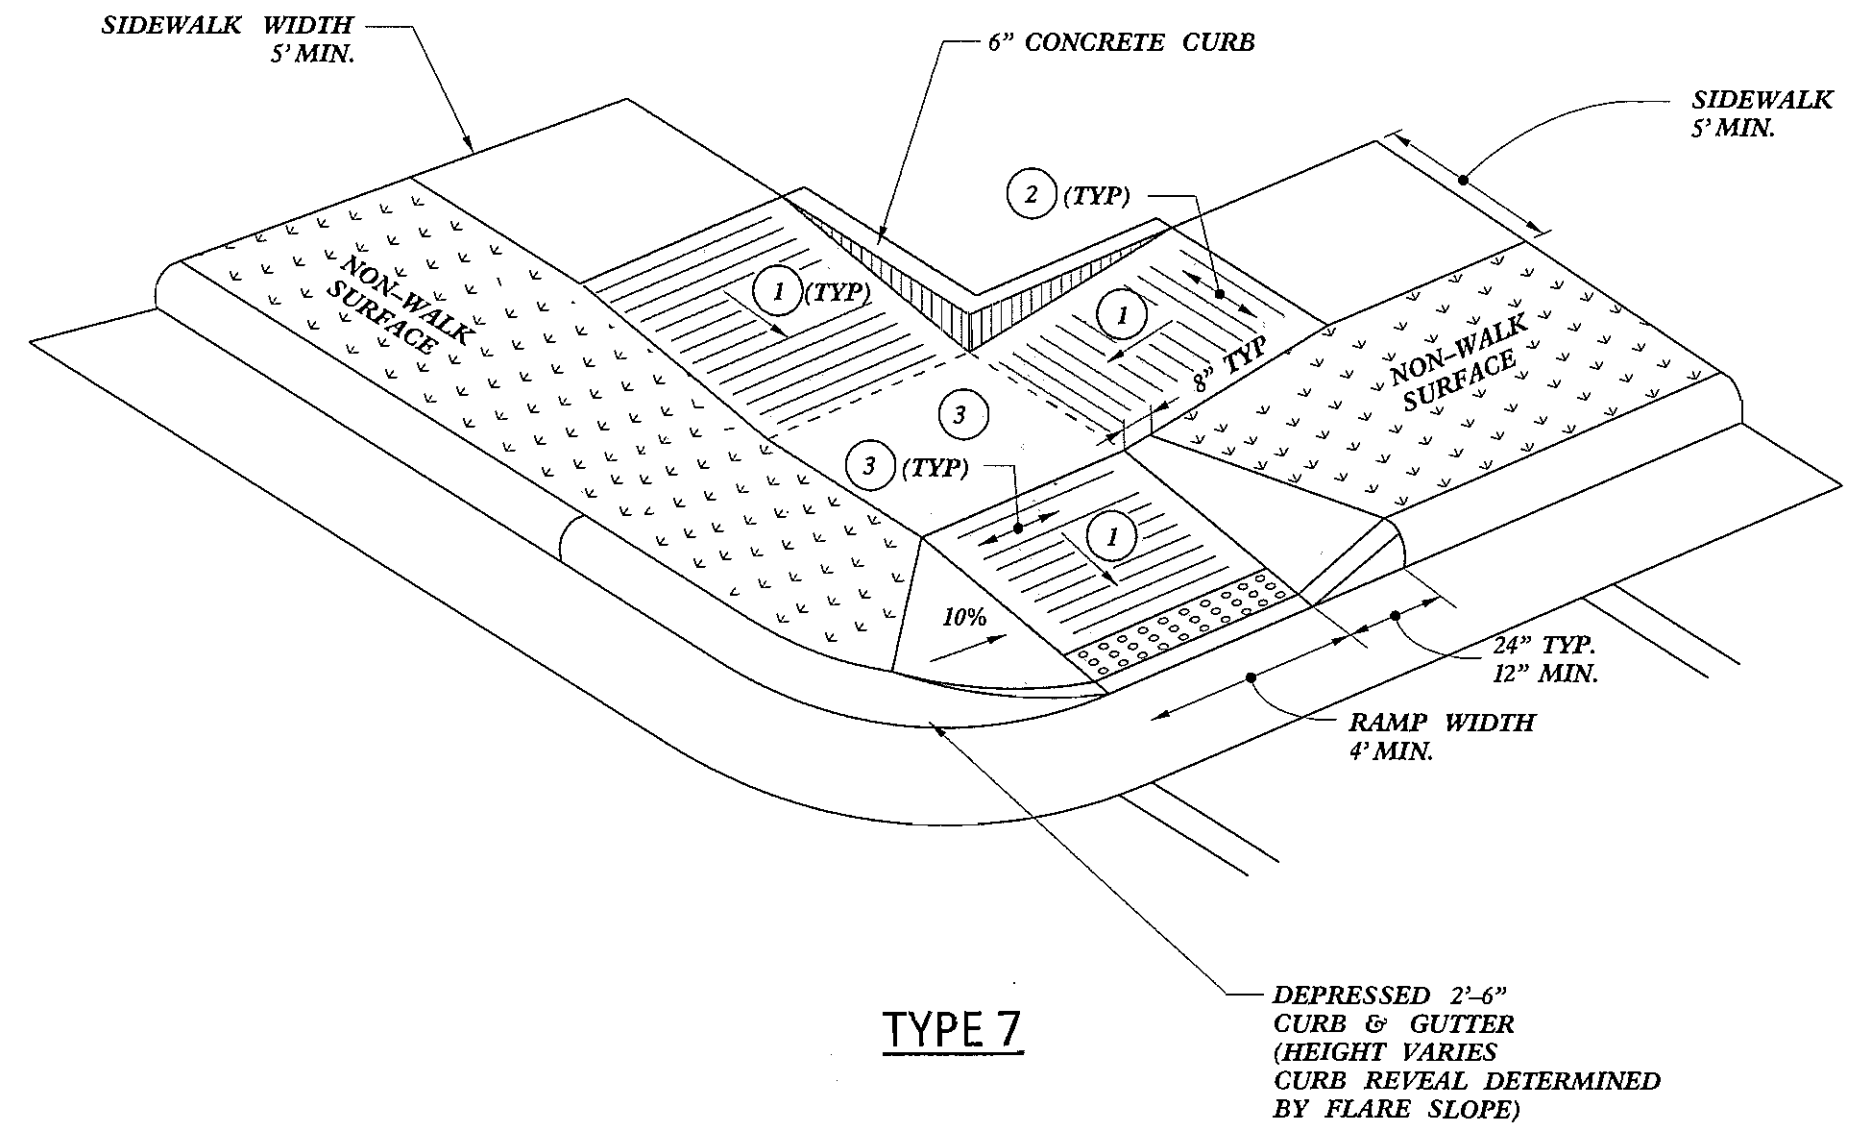 SIDEWALK WIDTH
5' MIN.
6" CONCRETE CURB
SIDEWALK
5' MIN.
2 (TYP)
NON-WALK
SURFACE
1 (TYP)
1
8" TYP
NON-WALK
SURFACE
3
3 (TYP)
1
10%
24" TYP.
12" MIN.
RAMP WIDTH
4' MIN.
DEPRESSED 2'-6"
CURB & GUTTER
(HEIGHT VARIES
CURB REVEAL DETERMINED
BY FLARE SLOPE)
TYPE 7